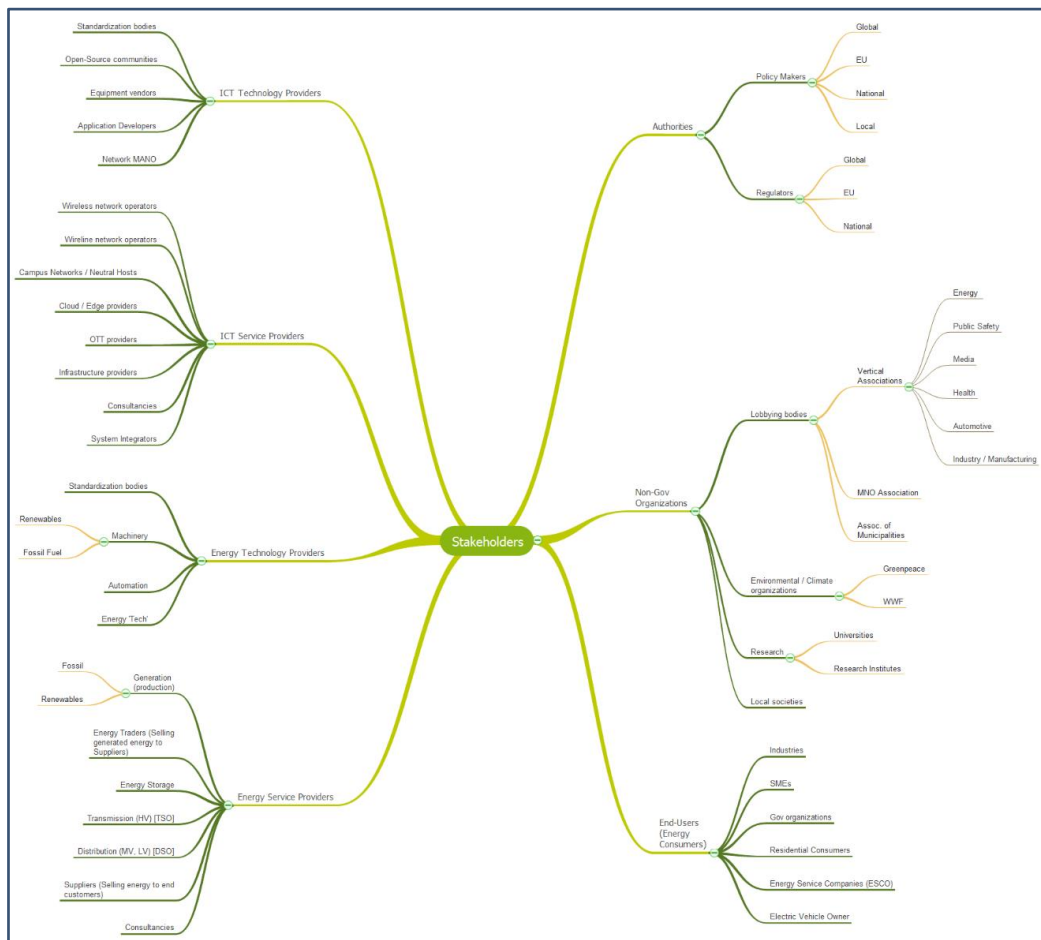 Standardization bodies
Open-Source communities
Equipment vendors
ICT Technology Providers
Application Developers
Network MANO
Wireless network operators
Wireline network operators
Campus Networks / Neutral Hosts
Cloud / Edge providers
OTT providers
ICT Service Providers
Infrastructure providers
Consultancies
System Integrators
Standardization bodies
Renewables
Machinery
Fossil Fuel
Energy Technology Providers
Automation
Energy 'Tech'
Fossil
Generation
(production)
Renewables
Energy Traders (Selling
generated energy to
Suppliers)
Energy Storage
Energy Service Providers
Transmission (HV) [TSO]
Distribution (MV, LV) [DSO]
Suppliers (Selling energy to end
customers)
Consultancies
Stakeholders
Authorities
Policy Makers
Global
EU
National
Local
Regulators
Global
EU
National
Non-Gov
Organizations
Lobbying bodies
Vertical
Associations
Energy
Public Safety
Media
Health
Automotive
Industry / Manufacturing
MNO Association
Assoc. of
Municipalities
Environmental / Climate
organizations
Greenpeace
WWF
Research
Universities
Research Institutes
Local societies
End-Users
(Energy
Consumers)
Industries
SMEs
Gov organizations
Residential Consumers
Energy Service Companies (ESCO)
Electric Vehicle Owner